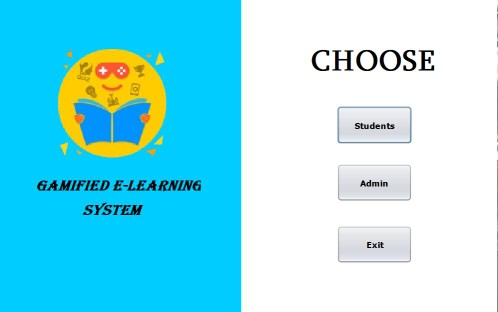 GAMIFIED E-LEARNING
SYSTEM
CHOOSE
Students
Admin
Exit